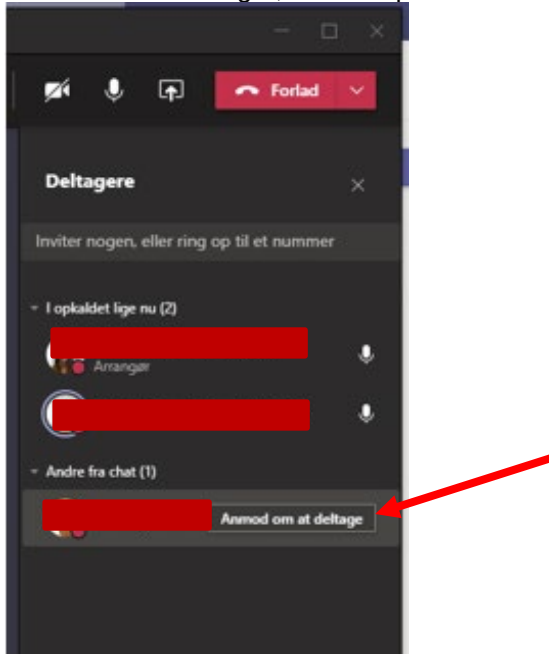 Forlad
Deltagere
Inviter nogen, eller ring op til et nummer
I opkaldet lige nu (2)
Arrangør
Andre fra chat (1)
Anmod om at deltage